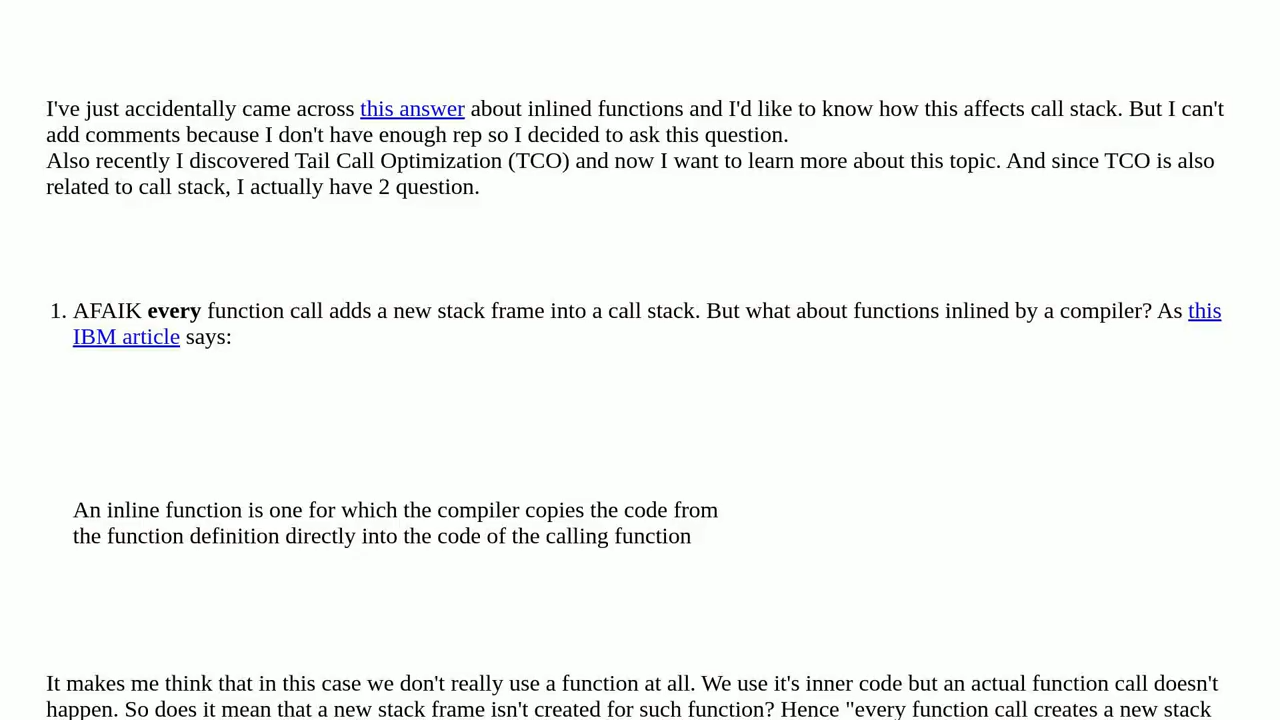 I've just accidentally came across this answer about inlined functions and I'd like to know how this affects call stack. But I can't
add comments because I don't have enough rep so I decided to ask this question.
Also recently I discovered Tail Call Optimization (TCO) and now I want to learn more about this topic. And since TCO is also
related to call stack, I actually have 2 question.
1. AFAIK every function call adds a new stack frame into a call stack. But what about functions inlined by a compiler? As this
IBM article says:
An inline function is one for which the compiler copies the code from
the function definition directly into the code of the calling function
It makes me think that in this case we don't really use a function at all. We use it's inner code but an actual function call doesn't
happen. So does it mean that a new stack frame isn't created for such function? Hence "every function call creates a new stack